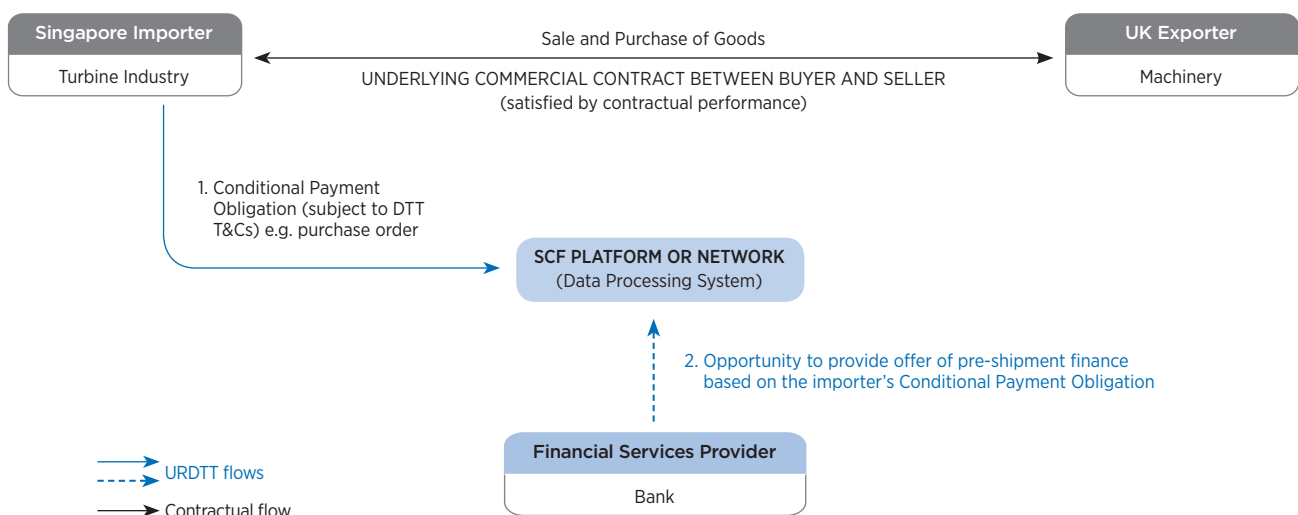 Singapore Importer
Turbine Industry
Sale and Purchase of Goods
UNDERLYING COMMERCIAL CONTRACT BETWEEN BUYER AND SELLER
(satisfied by contractual performance)
UK Exporter
Machinery
1. Conditional Payment
Obligation (subject to DTT
T&Cs) e.g. purchase order
SCF PLATFORM OR NETWORK
(Data Processing System)
2. Opportunity to provide offer of pre-shipment finance
based on the importer's Conditional Payment Obligation
Financial Services Provider
Bank
URDTT flows
Contractual flow